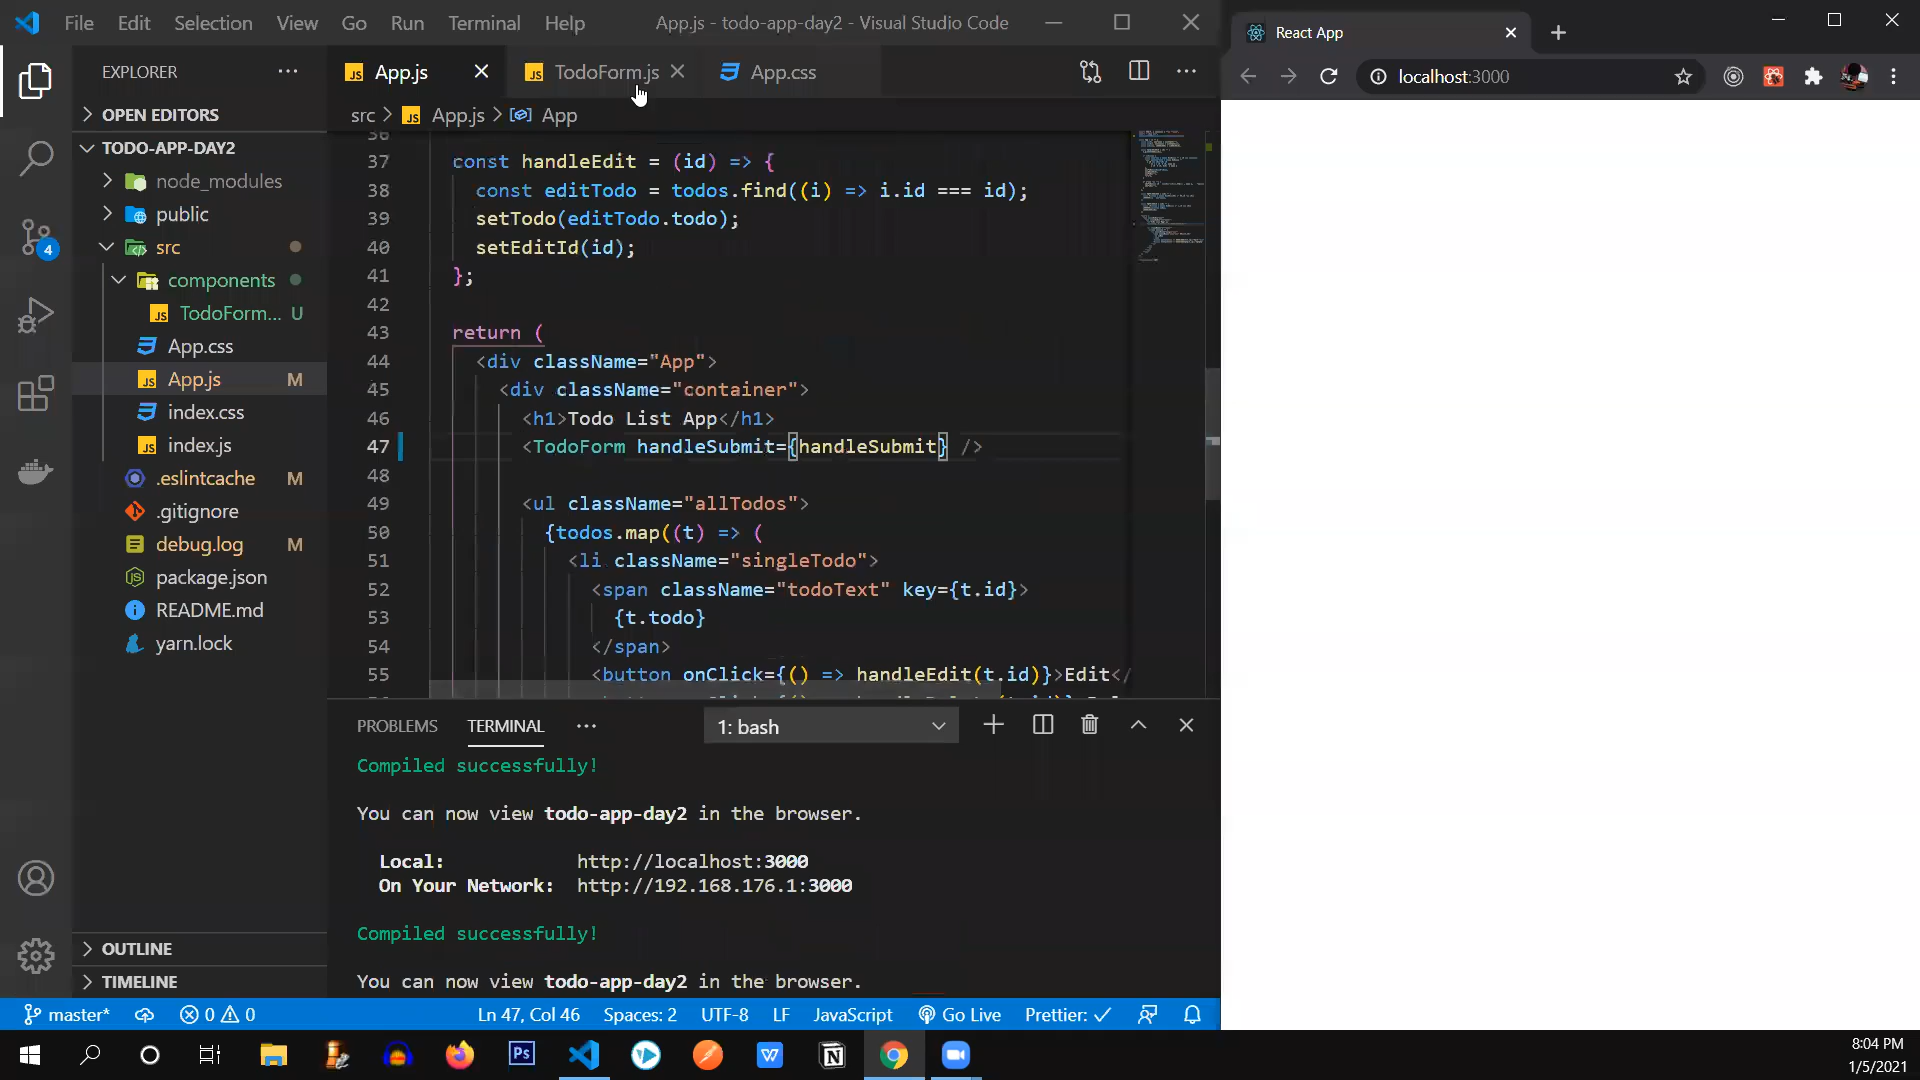 File Edit Selection View Go Run Terminal Help App.js - todo-app-day2 - Visual Studio Code
React App
EXPLORER
App.js TodoForm.js App.css
localhost:3000
OPEN EDITORS
src > App.js > App
TODO-APP-DAY2
node_modules
public
src
components
TodoForm... U
App.css
App.js M
index.css
index.js
.eslintcache M
.gitignore
debug.log M
package.json
README.md
yarn.lock
OUTLINE
TIMELINE
4
36
37 const handleEdit = (id) => {
38 const editTodo = todos.find((i) => i.id === id);
39 setTodo(editTodo.todo);
40 setEditId(id);
41 };
42
43 return (
44 <div className="App">
45 <div className="container">
46 <h1>Todo List App</h1>
47 <TodoForm handleSubmit={handleSubmit} />
48
49 <ul className="allTodos">
50 {todos.map((t) => (
51 <li className="singleTodo">
52 <span className="todoText" key={t.id}>
53 {t.todo}
54 </span>
55 <button onClick={() => handleEdit(t.id)}>Edit</
PROBLEMS TERMINAL 1: bash
Compiled successfully!
You can now view todo-app-day2 in the browser.
Local: http://localhost:3000
On Your Network: http://192.168.176.1:3000
Compiled successfully!
You can now view todo-app-day2 in the browser.
master* 0 0 Ln 47, Col 46 Spaces: 2 UTF-8 LF JavaScript Go Live Prettier: ✓
Ps
W
N
8:04 PM
1/5/2021